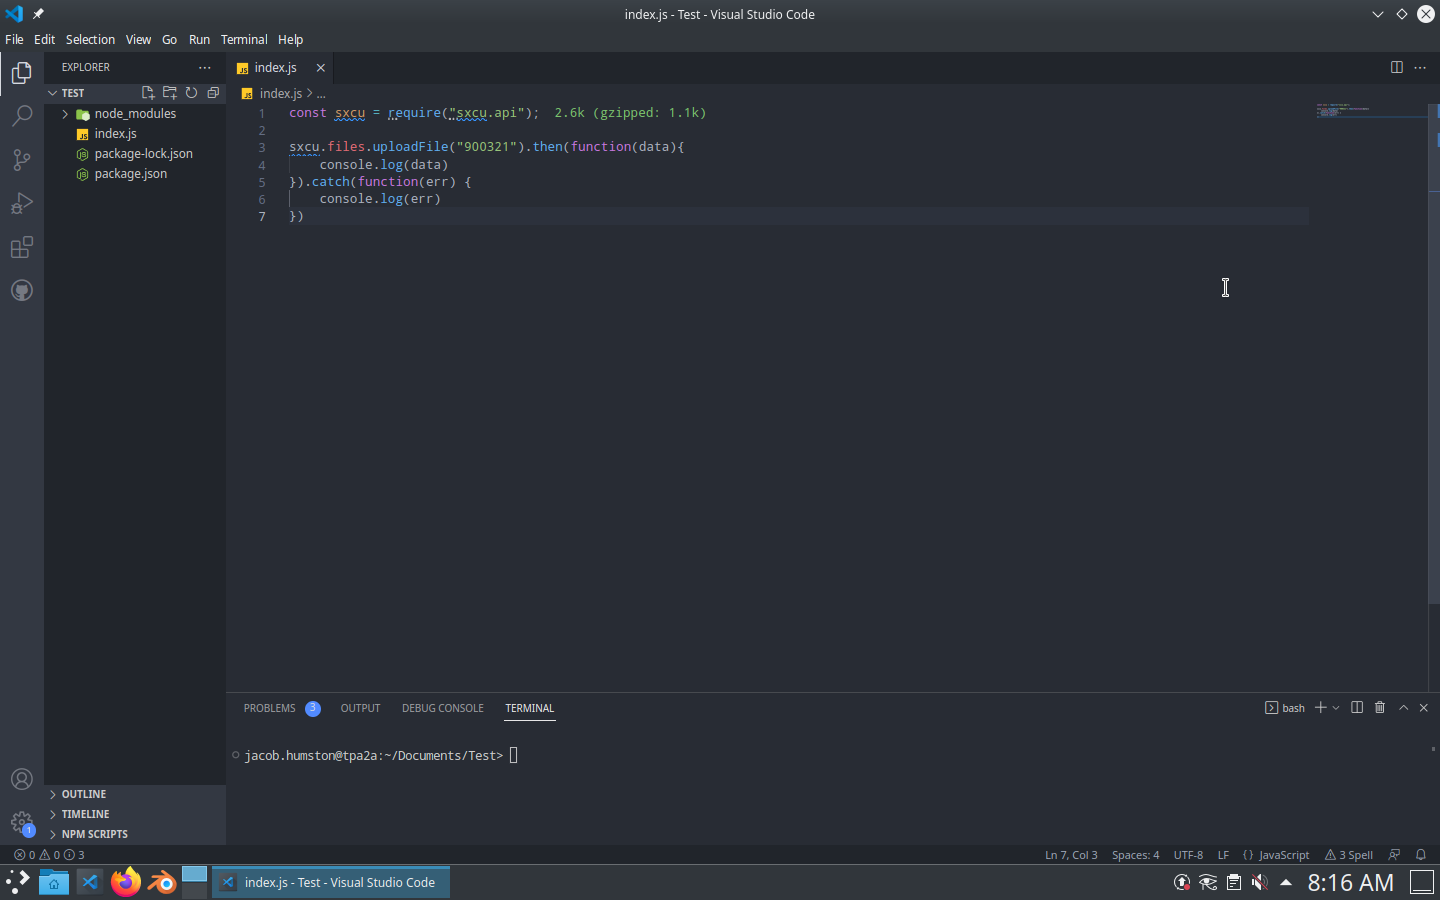 index.js - Test - Visual Studio Code
File Edit Selection View Go Run Terminal Help
EXPLORER
index.js
TEST
index.js > ...
node_modules
index.js
package-lock.json
package.json
1 const sxcu = require("sxcu.api"); 2.6k (gzipped: 1.1k)
2
3 sxcu.files.uploadFile("900321").then(function(data){
4 console.log(data)
5 }).catch(function(err) {
6 console.log(err)
7 })
PROBLEMS 3 OUTPUT DEBUG CONSOLE TERMINAL
bash
jacob.humston@tpa2a:~/Documents/Test>
OUTLINE
TIMELINE
NPM SCRIPTS
1
0 0 3
Ln 7, Col 3 Spaces: 4 UTF-8 LF {} JavaScript 3 Spell
index.js - Test - Visual Studio Code
8:16 AM